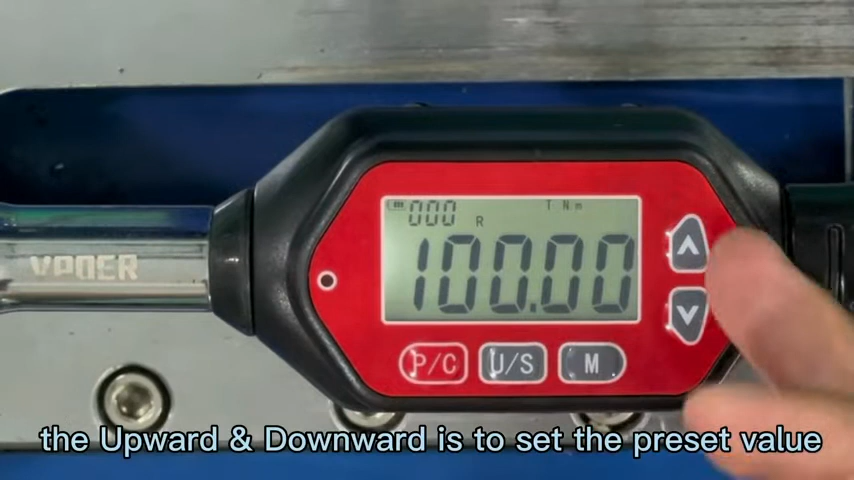 VPOER
000
R
T N m
100.00
P/C
U/S
M
the Upward & Downward is to set the preset value